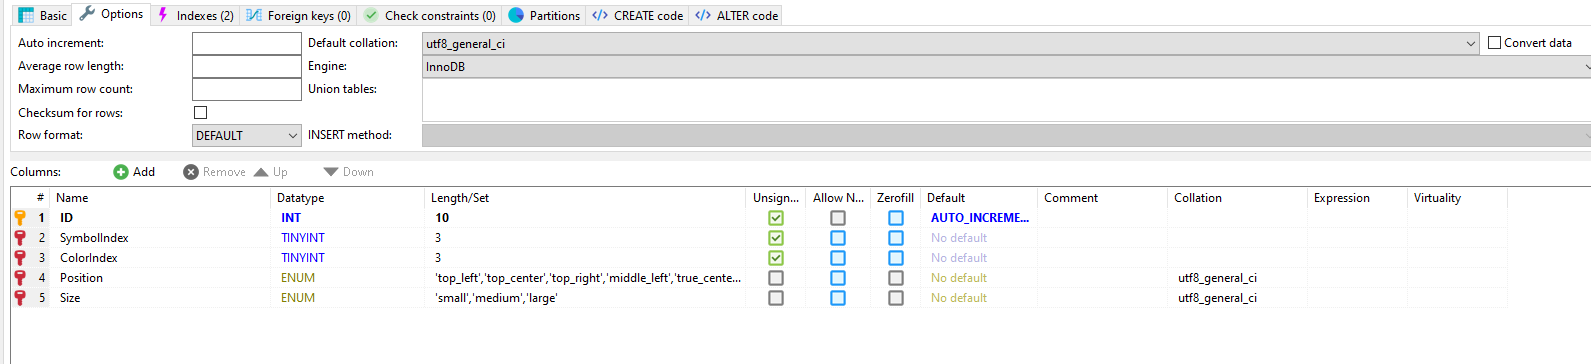 Basic Options Indexes (2) Foreign keys (0) Check constraints (0) Partitions CREATE code ALTER code
Auto increment: Default collation: utf8_general_ci Convert data
Average row length: Engine: InnoDB
Maximum row count: Union tables:
Checksum for rows:
Row format: DEFAULT INSERT method:
Columns: Add Remove Up Down
# Name Datatype Length/Set Unsign... Allow N... Zerofill Default Comment Collation Expression Virtuality
1 ID INT 10 AUTO_INCREME...
2 SymbolIndex TINYINT 3 No default
3 ColorIndex TINYINT 3 No default
4 Position ENUM 'top_left','top_center','top_right','middle_left','true_cente... No default utf8_general_ci
5 Size ENUM 'small','medium','large' No default utf8_general_ci